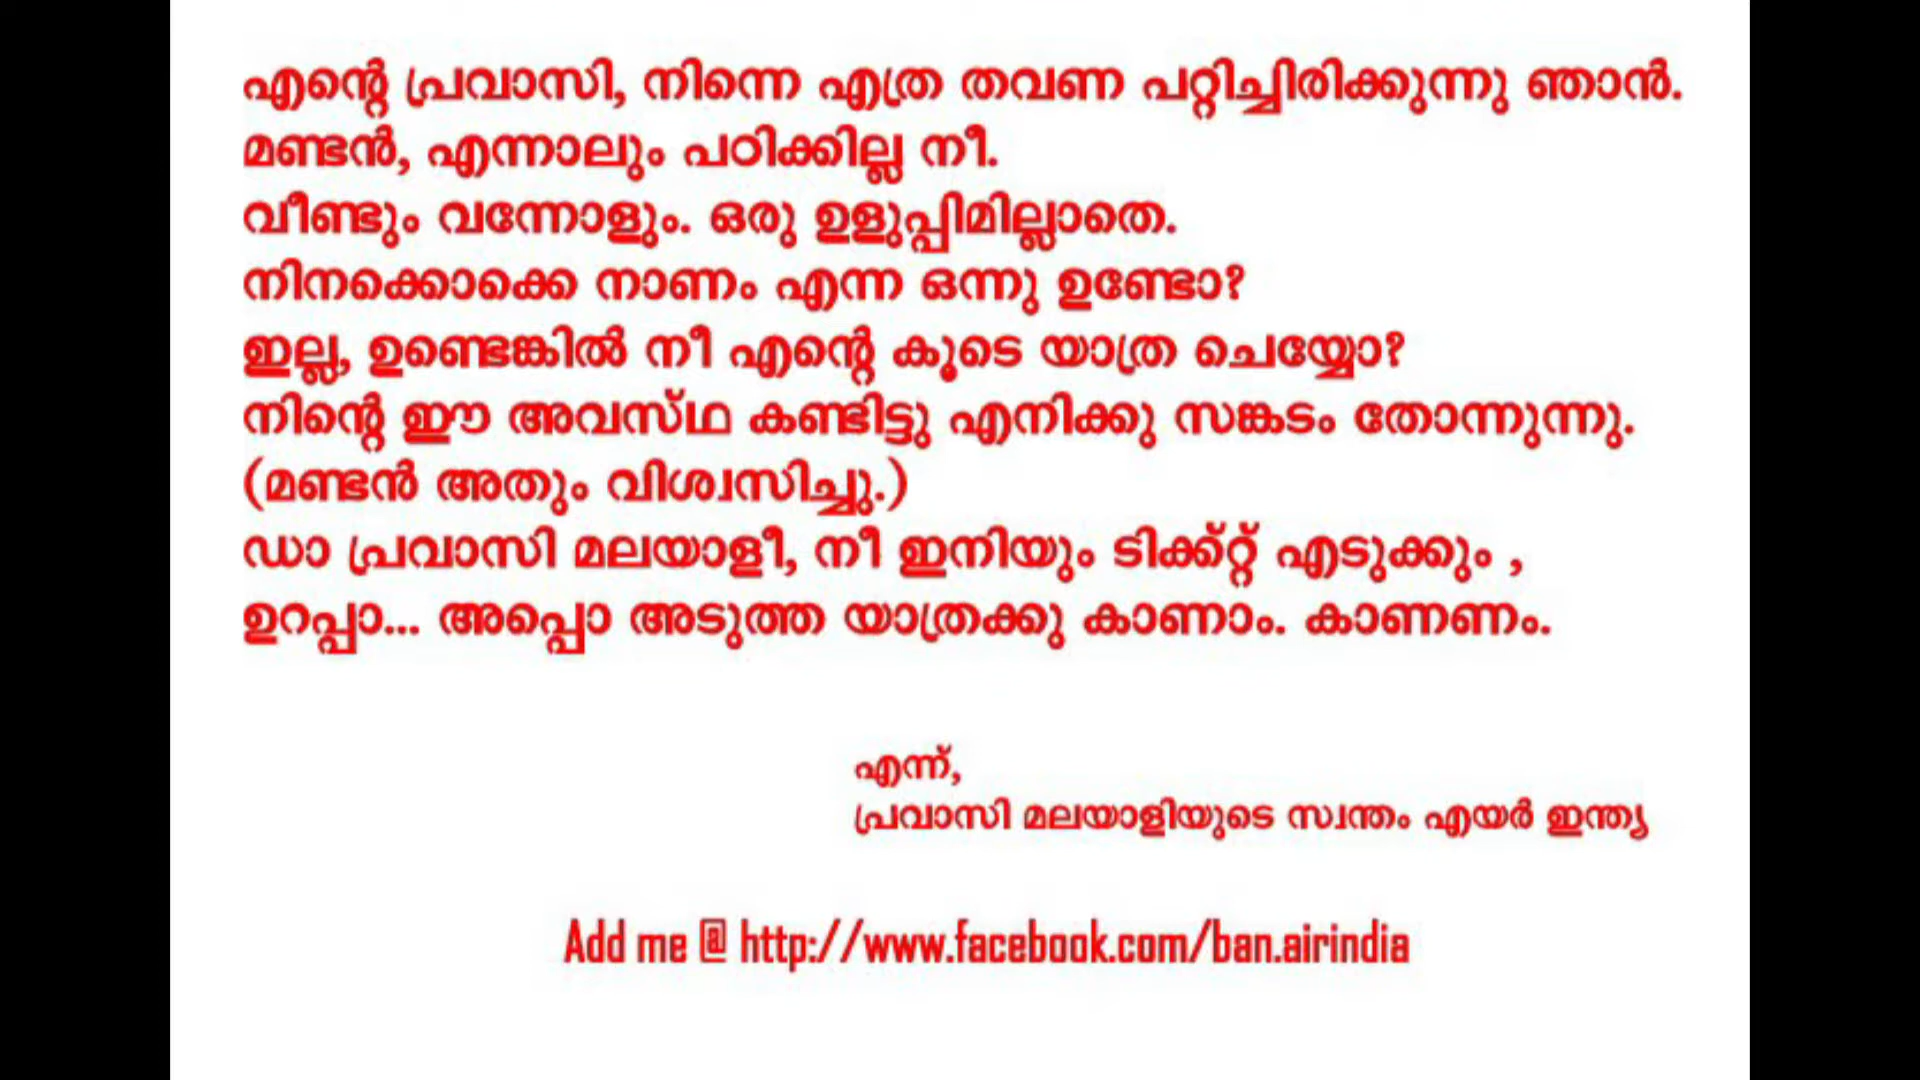 എന്റെ പ്രവാസി, നിന്നെ എത്ര തവണ പറ്റിച്ചിരിക്കുന്നു ഞാൻ.
മണ്ടൻ, എന്നാലും പഠിക്കില്ല നീ.
വീണ്ടും വന്നോളും. ഒരു ഉളുപ്പിമില്ലാതെ.
നിനക്കൊക്കെ നാണം എന്ന ഒന്നു ഉണ്ടോ?
ഇല്ല, ഉണ്ടെങ്കിൽ നീ എന്റെ കൂടെ യാത്ര ചെയ്യോ?
നിന്റെ ഈ അവസ്ഥ കണ്ടിട്ടു എനിക്കു സങ്കടം തോന്നുന്നു.
(മണ്ടൻ അതും വിശ്വസിച്ചു.)
ഡാ പ്രവാസി മലയാളീ, നീ ഇനിയും ടിക്ക്റ്റ് എടുക്കും ,
ഉറപ്പാ... അപ്പൊ അടുത്ത യാത്രക്കു കാണാം. കാണണം.
എന്ന്,
പ്രവാസി മലയാളിയുടെ സ്വന്തം എയർ ഇന്ത്യ
Add me @ http://www.facebook.com/ban.airindia